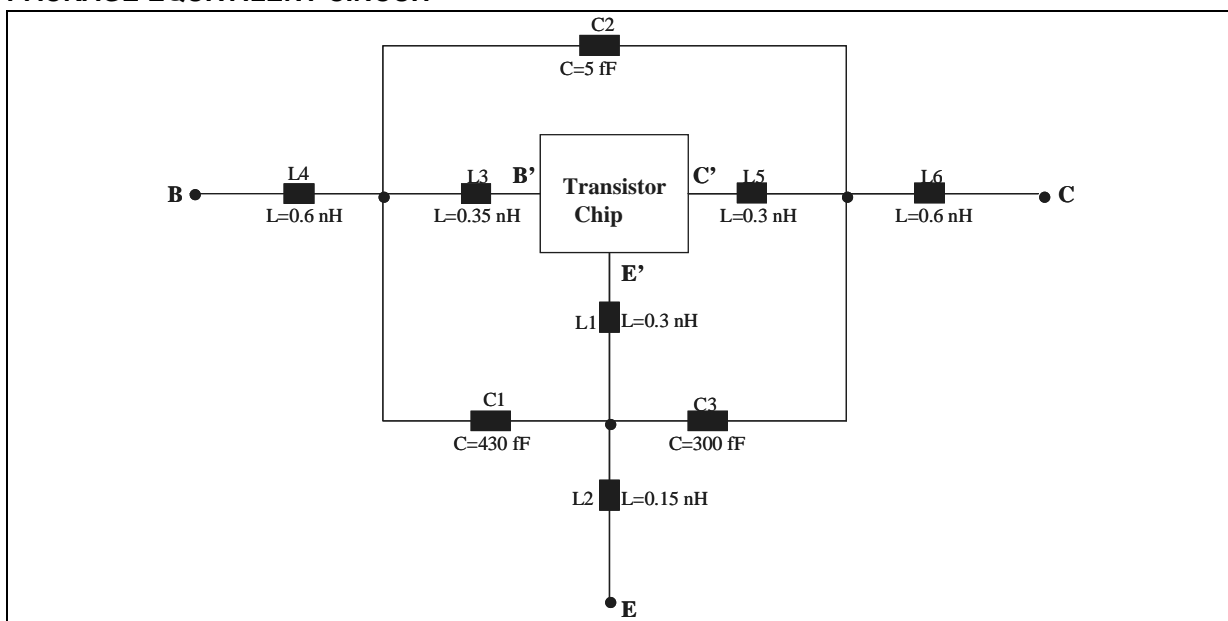 PACKAGE EQUIVALENT CIRCUIT
C2
C=5 fF
B
L4
L=0.6 nH
L3
L=0.35 nH
B’
Transistor
Chip
C’
L5
L=0.3 nH
L6
L=0.6 nH
C
E’
L1
L=0.3 nH
C1
C=430 fF
C3
C=300 fF
L2
L=0.15 nH
E